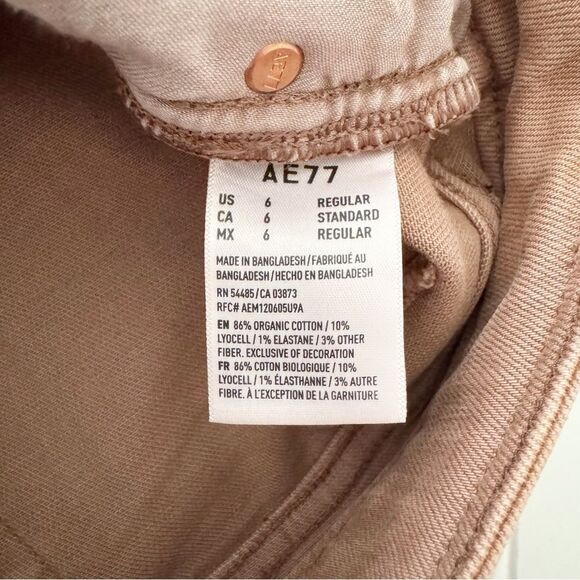 AE77
AE77
US 6 REGULAR
CA 6 STANDARD
MX 6 REGULAR
MADE IN BANGLADESH/FABRIQUÉ AU
BANGLADESH/HECHO EN BANGLADESH
RN 54485/CA 03873
RFC# AEM120605U9A
EN 86% ORGANIC COTTON / 10%
LYOCELL / 1% ELASTANE / 3% OTHER
FIBER. EXCLUSIVE OF DECORATION
FR 86% COTON BIOLOGIQUE / 10%
LYOCELL / 1% ÉLASTHANNE / 3% AUTRE
FIBRE. À L'EXCEPTION DE LA GARNITURE